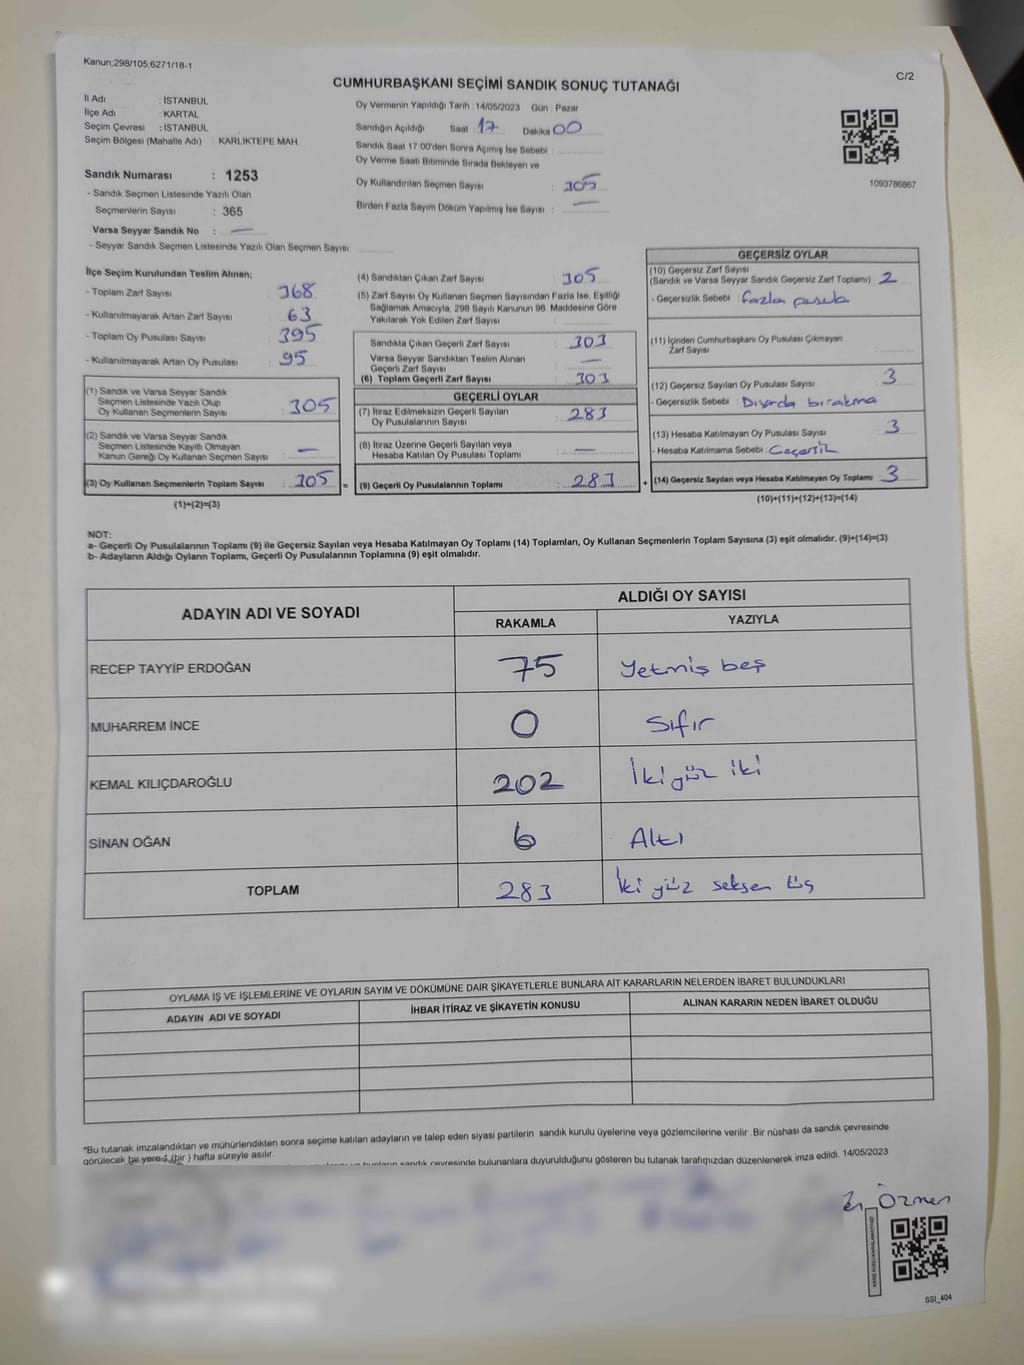 Kanun;298/105,6271/18-1
C/2
CUMHURBAŞKANI SEÇİMİ SANDIK SONUÇ TUTANAĞI
İl Adı : İSTANBUL
İlçe Adı : KARTAL
Seçim Çevresi : İSTANBUL
Seçim Bölgesi (Mahalle Adı) : KARLIKTEPE MAH.
Sandık Numarası : 1253
- Sandık Seçmen Listesinde Yazılı Olan
Seçmenlerin Sayısı : 365
Varsa Seyyar Sandık No : —
- Seyyar Sandık Seçmen Listesinde Yazılı Olan Seçmen Sayısı:
Oy Vermenin Yapıldığı Tarih : 14/05/2023 Gün : Pazar
Sandığın Açıldığı Saat 17 Dakika 00
Sandık Saat 17:00'den Sonra Açımış İse Sebebi :
Oy Verme Saati Bitiminde Sırada Bekleyen ve
Oy Kullandırılan Seçmen Sayısı : 305
Birden Fazla Sayım Döküm Yapılmış İse Sayısı : —
1093786867
İlçe Seçim Kurulundan Teslim Alınan;
- Toplam Zarf Sayısı : 368
- Kullanılmayarak Artan Zarf Sayısı : 63
- Toplam Oy Pusulası Sayısı : 395
- Kullanılmayarak Artan Oy Pusulası : 95
(1) Sandık ve Varsa Seyyar Sandık
Seçmen Listesinde Yazılı Olup
Oy Kullanan Seçmenlerin Sayısı : 305
(2) Sandık ve Varsa Seyyar Sandık
Seçmen Listesinde Kayıtlı Olmayan
Kanun Gereği Oy Kullanan Seçmen Sayısı : —
(3) Oy Kullanan Seçmenlerin Toplam Sayısı : 305 =
(1)+(2)=(3)
(4) Sandıktan Çıkan Zarf Sayısı : 305
(5) Zarf Sayısı Oy Kullanan Seçmen Sayısından Fazla İse, Eşitliği
Sağlamak Amacıyla, 298 Sayılı Kanunun 98. Maddesine Göre
Yakılarak Yok Edilen Zarf Sayısı :
Sandıkta Çıkan Geçerli Zarf Sayısı : 303
Varsa Seyyar Sandıktan Teslim Alınan
Geçerli Zarf Sayısı : —
(6) Toplam Geçerli Zarf Sayısı : 303
GEÇERLİ OYLAR
(7) İtiraz Edilmeksizin Geçerli Sayılan
Oy Pusulalarının Sayısı : 283
(8) İtiraz Üzerine Geçerli Sayılan veya
Hesaba Katılan Oy Pusulası Toplamı : —
(9) Geçerli Oy Pusulalarının Toplamı : 283 +
GEÇERSİZ OYLAR
(10) Geçersiz Zarf Sayısı
(Sandık ve Varsa Seyyar Sandık Geçersiz Zarf Toplamı) : 2
- Geçersizlik Sebebi : fazla pusula
(11) İçinden Cumhurbaşkanı Oy Pusulası Çıkmayan
Zarf Sayısı :
(12) Geçersiz Sayılan Oy Pusulası Sayısı : 3
- Geçersizlik Sebebi : Dışarda bırakma
(13) Hesaba Katılmayan Oy Pusulası Sayısı : 3
- Hesaba Katılmama Sebebi : Geçersiz
(14) Geçersiz Sayılan veya Hesaba Katılmayan Oy Toplamı : 3
(10)+(11)+(12)+(13)=(14)
NOT:
a- Geçerli Oy Pusulalarının Toplamı (9) ile Geçersiz Sayılan veya Hesaba Katılmayan Oy Toplamı (14) Toplamları, Oy Kullanan Seçmenlerin Toplam Sayısına (3) eşit olmalıdır. (9)+(14)=(3)
b- Adayların Aldığı Oyların Toplamı, Geçerli Oy Pusulalarının Toplamına (9) eşit olmalıdır.
ADAYIN ADI VE SOYADI
ALDIĞI OY SAYISI
RAKAMLA YAZIYLA
RECEP TAYYİP ERDOĞAN 75 Yetmiş beş
MUHARREM İNCE 0 Sıfır
KEMAL KILIÇDAROĞLU 202 İki yüz iki
SİNAN OĞAN 6 Altı
TOPLAM 283 İki yüz seksen üç
OYLAMA İŞ VE İŞLEMLERİNE VE OYLARIN SAYIM VE DÖKÜMÜNE DAİR ŞİKAYETLERLE BUNLARA AİT KARARLARIN NELERDEN İBARET BULUNDUKLARI
ADAYIN ADI VE SOYADI İHBAR İTİRAZ VE ŞİKAYETİN KONUSU ALINAN KARARIN NEDEN İBARET OLDUĞU
*Bu tutanak imzalandıktan ve mühürlendikten sonra seçime katılan adayların ve talep eden siyasi partilerin sandık kurulu üyelerine veya gözlemcilerine verilir .Bir nüshası da sandık çevresinde
görülecek bir yere 1 (bir ) hafta süreyle asılır.
ve bunların sandık çevresinde bulunanlara duyurulduğunu gösteren bu tutanak tarafımızdan düzenlenerek imza edildi. 14/05/2023
Özmen
SSI_404